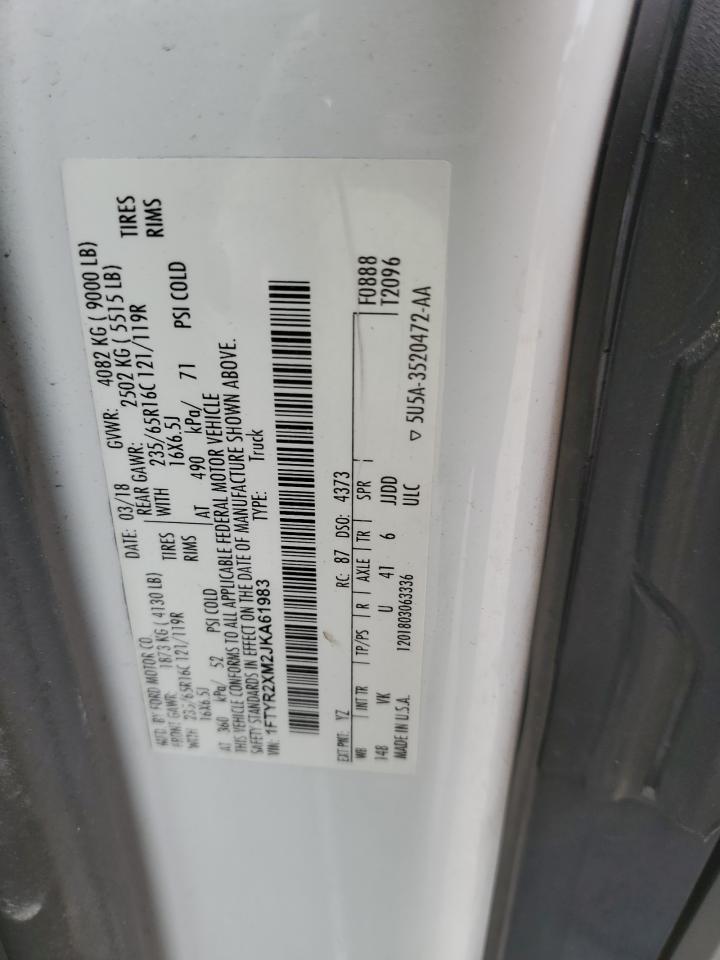 MFD. BY FORD MOTOR CO.
DATE: 03/18 GVWR: 4082 KG ( 9000 LB)
FRONT GAWR: 1873 KG ( 4130 LB) REAR GAWR: 2502 KG ( 5515 LB)
WITH 235/65R16C 121/119R TIRES WITH 235/65R16C 121/119R TIRES
16X6.5J RIMS 16X6.5J RIMS
AT 360 kPa/ 52 PSI COLD AT 490 kPa/ 71 PSI COLD
THIS VEHICLE CONFORMS TO ALL APPLICABLE FEDERAL MOTOR VEHICLE
SAFETY STANDARDS IN EFFECT ON THE DATE OF MANUFACTURE SHOWN ABOVE.
VIN: 1FTYR2XM2JKA61983 TYPE: Truck
EXT PNT: YZ RC: 87 DSO: 4373 F0888
WB INT TR TP/PS R AXLE TR SPR T2096
148 VK U 41 6 JJDD
MADE IN U.S.A. 1201803063336 ULC ▽ 5U5A-3520472-AA